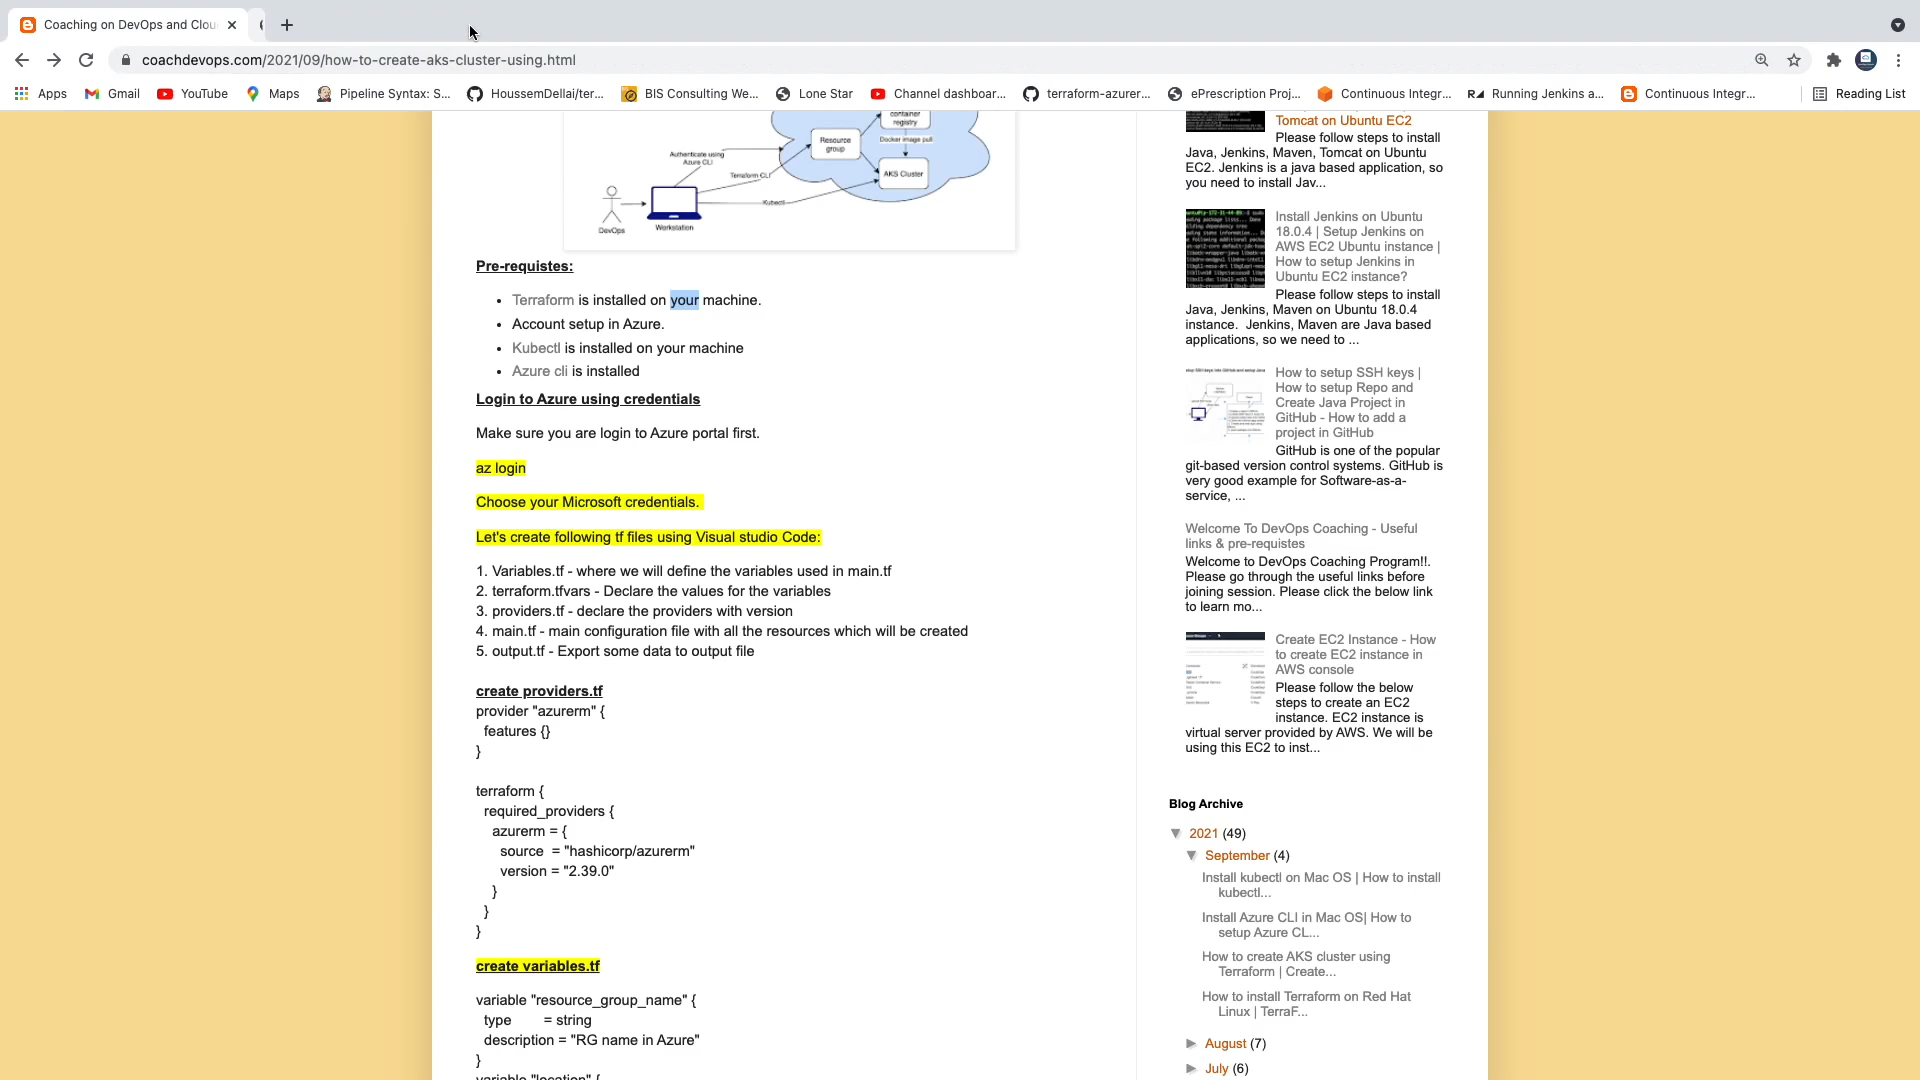 Coaching on DevOps and Clou
coachdevops.com/2021/09/how-to-create-aks-cluster-using.html
Apps
Gmail
YouTube
Maps
Pipeline Syntax: S...
HoussemDellai/ter...
BIS Consulting We...
Lone Star
Channel dashboar...
terraform-azurer...
ePrescription Proj...
Continuous Integr...
Running Jenkins a...
Continuous Integr...
Reading List
container
registry
Resource
group
Docker image pull
Authenticate using
Azure CLI
Terraform CLI
AKS Cluster
Kubectl
DevOps
Workstation
Pre-requistes:
• Terraform is installed on your machine.
• Account setup in Azure.
• Kubectl is installed on your machine
• Azure cli is installed
Login to Azure using credentials
Make sure you are login to Azure portal first.
az login
Choose your Microsoft credentials.
Let's create following tf files using Visual studio Code:
1. Variables.tf - where we will define the variables used in main.tf
2. terraform.tfvars - Declare the values for the variables
3. providers.tf - declare the providers with version
4. main.tf - main configuration file with all the resources which will be created
5. output.tf - Export some data to output file
create providers.tf
provider "azurerm" {
features {}
}
terraform {
required_providers {
azurerm = {
source = "hashicorp/azurerm"
version = "2.39.0"
}
}
}
create variables.tf
variable "resource_group_name" {
type = string
description = "RG name in Azure"
}
variable "location" {
Tomcat on Ubuntu EC2
Please follow steps to install
Java, Jenkins, Maven, Tomcat on Ubuntu
EC2. Jenkins is a java based application, so
you need to install Jav...
Install Jenkins on Ubuntu
18.0.4 | Setup Jenkins on
AWS EC2 Ubuntu instance |
How to setup Jenkins in
Ubuntu EC2 instance?
Please follow steps to install
Java, Jenkins, Maven on Ubuntu 18.0.4
instance. Jenkins, Maven are Java based
applications, so we need to ...
How to setup SSH keys |
How to setup Repo and
Create Java Project in
GitHub - How to add a
project in GitHub
GitHub is one of the popular
git-based version control systems. GitHub is
very good example for Software-as-a-
service, ...
Welcome To DevOps Coaching - Useful
links & pre-requistes
Welcome to DevOps Coaching Program!!.
Please go through the useful links before
joining session. Please click the below link
to learn mo...
Create EC2 Instance - How
to create EC2 instance in
AWS console
Please follow the below
steps to create an EC2
instance. EC2 instance is
virtual server provided by AWS. We will be
using this EC2 to inst...
Blog Archive
▼ 2021 (49)
▼ September (4)
Install kubectl on Mac OS | How to install
kubectl...
Install Azure CLI in Mac OS| How to
setup Azure CL...
How to create AKS cluster using
Terraform | Create...
How to install Terraform on Red Hat
Linux | TerraF...
► August (7)
► July (6)